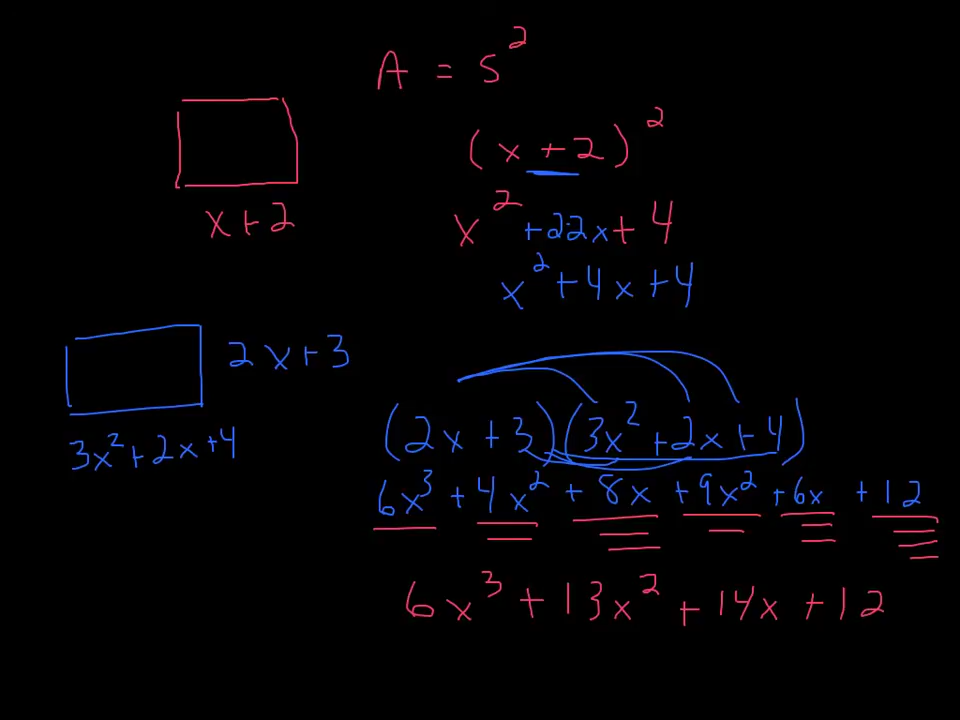 A = s²
(x + 2)²
x + 2
x² + 22x + 4
x² + 4x + 4
2x + 3
3x² + 2x + 4
(2x + 3)(3x² + 2x + 4)
6x³ + 4x² + 8x + 9x² + 6x + 12
6x³ + 13x² + 14x + 12